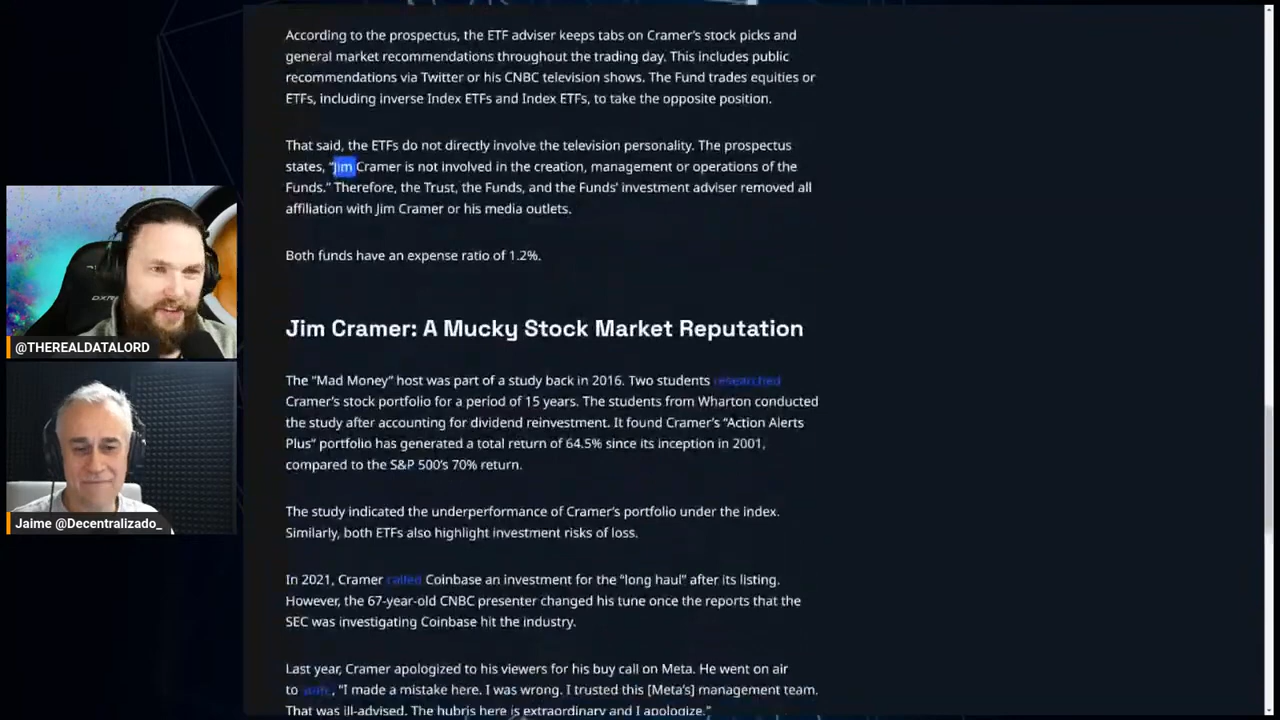 According to the prospectus, the ETF adviser keeps tabs on Cramer's stock picks and
general market recommendations throughout the trading day. This includes public
recommendations via Twitter or his CNBC television shows. The Fund trades equities or
ETFs, including inverse Index ETFs and Index ETFs, to take the opposite position.
That said, the ETFs do not directly involve the television personality. The prospectus
states, “Jim Cramer is not involved in the creation, management or operations of the
Funds.” Therefore, the Trust, the Funds, and the Funds’ investment adviser removed all
affiliation with Jim Cramer or his media outlets.
Both funds have an expense ratio of 1.2%.
Jim Cramer: A Mucky Stock Market Reputation
The “Mad Money” host was part of a study back in 2016. Two students researched
Cramer’s stock portfolio for a period of 15 years. The students from Wharton conducted
the study after accounting for dividend reinvestment. It found Cramer’s “Action Alerts
Plus” portfolio has generated a total return of 64.5% since its inception in 2001,
compared to the S&P 500’s 70% return.
The study indicated the underperformance of Cramer’s portfolio under the index.
Similarly, both ETFs also highlight investment risks of loss.
In 2021, Cramer called Coinbase an investment for the “long haul” after its listing.
However, the 67-year-old CNBC presenter changed his tune once the reports that the
SEC was investigating Coinbase hit the industry.
Last year, Cramer apologized to his viewers for his buy call on Meta. He went on air
to , “I made a mistake here. I was wrong. I trusted this [Meta’s] management team.
That was ill-advised. The hubris here is extraordinary and I apologize.”
DXR
@THEREALDATALORD
Jaime @Decentralizado_